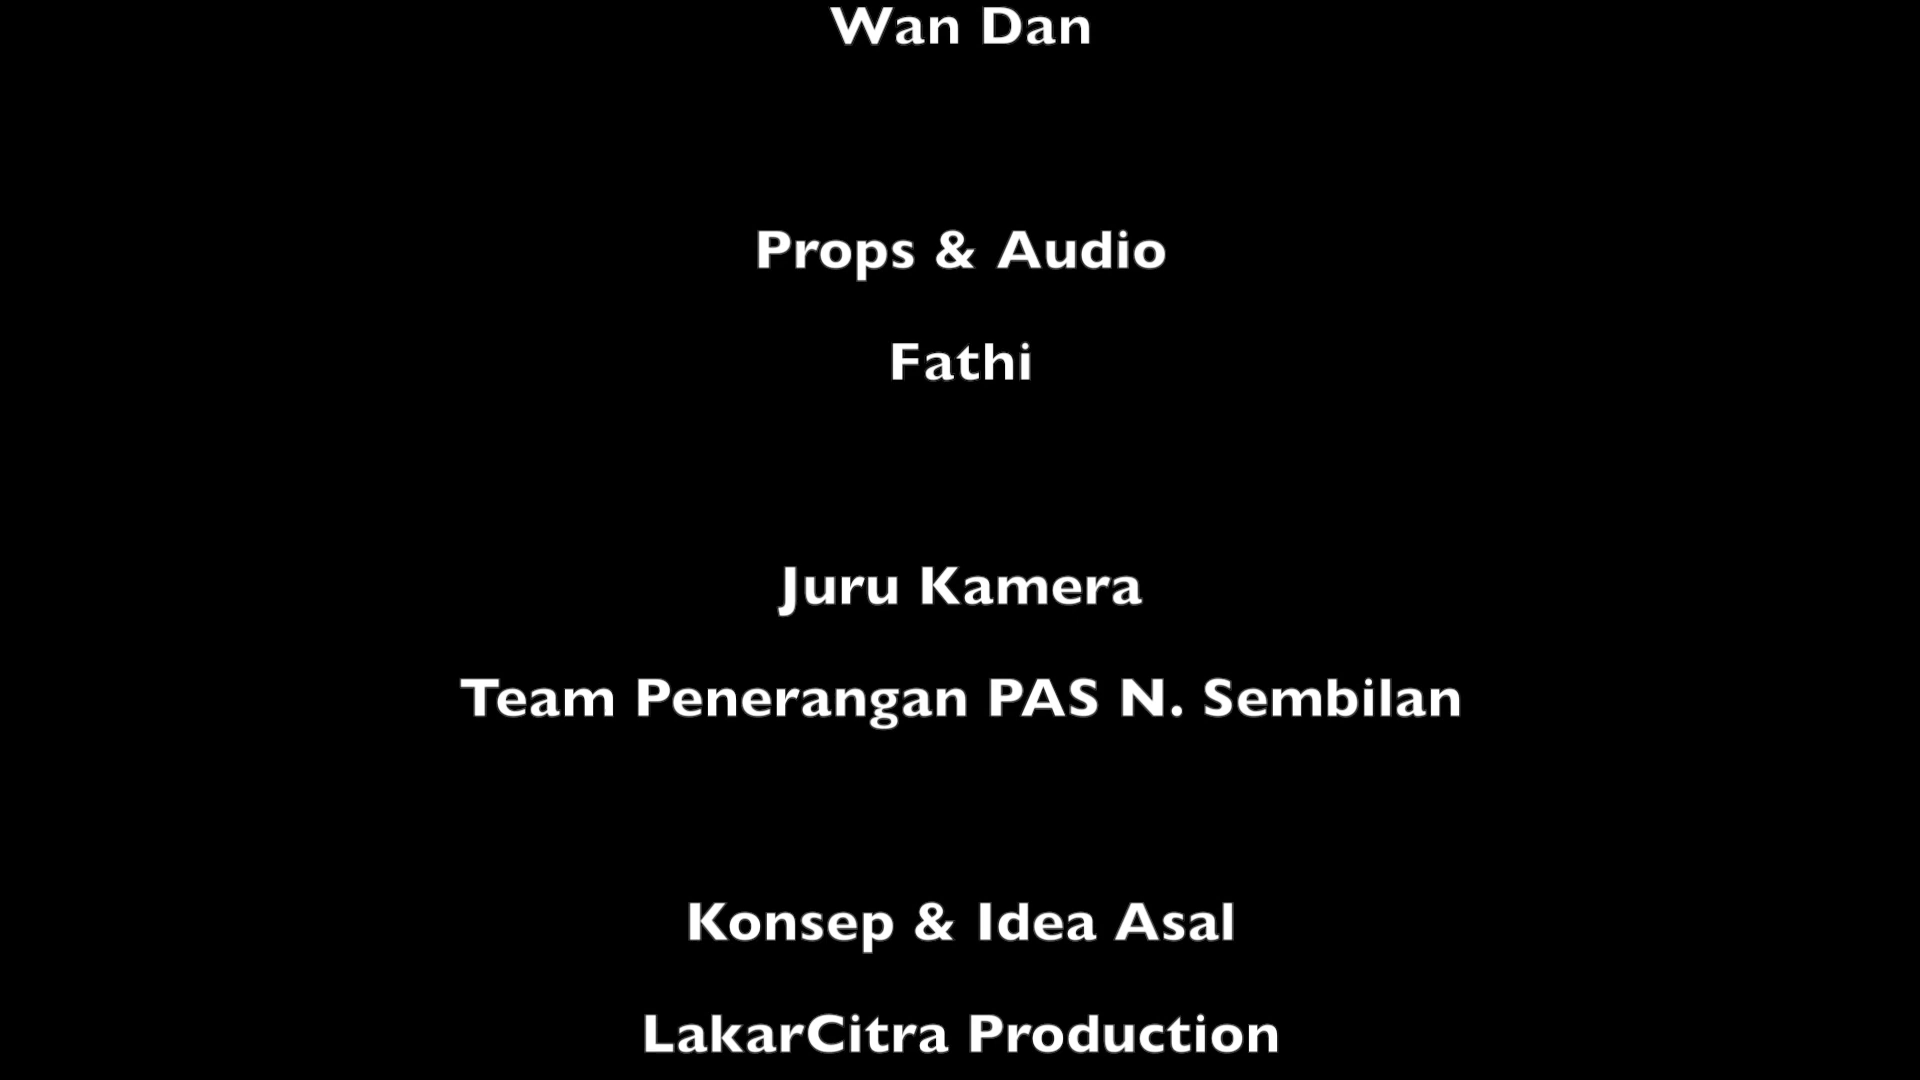 Wan Dan
Props & Audio
Fathi
Juru Kamera
Team Penerangan PAS N. Sembilan
Konsep & Idea Asal
LakarCitra Production